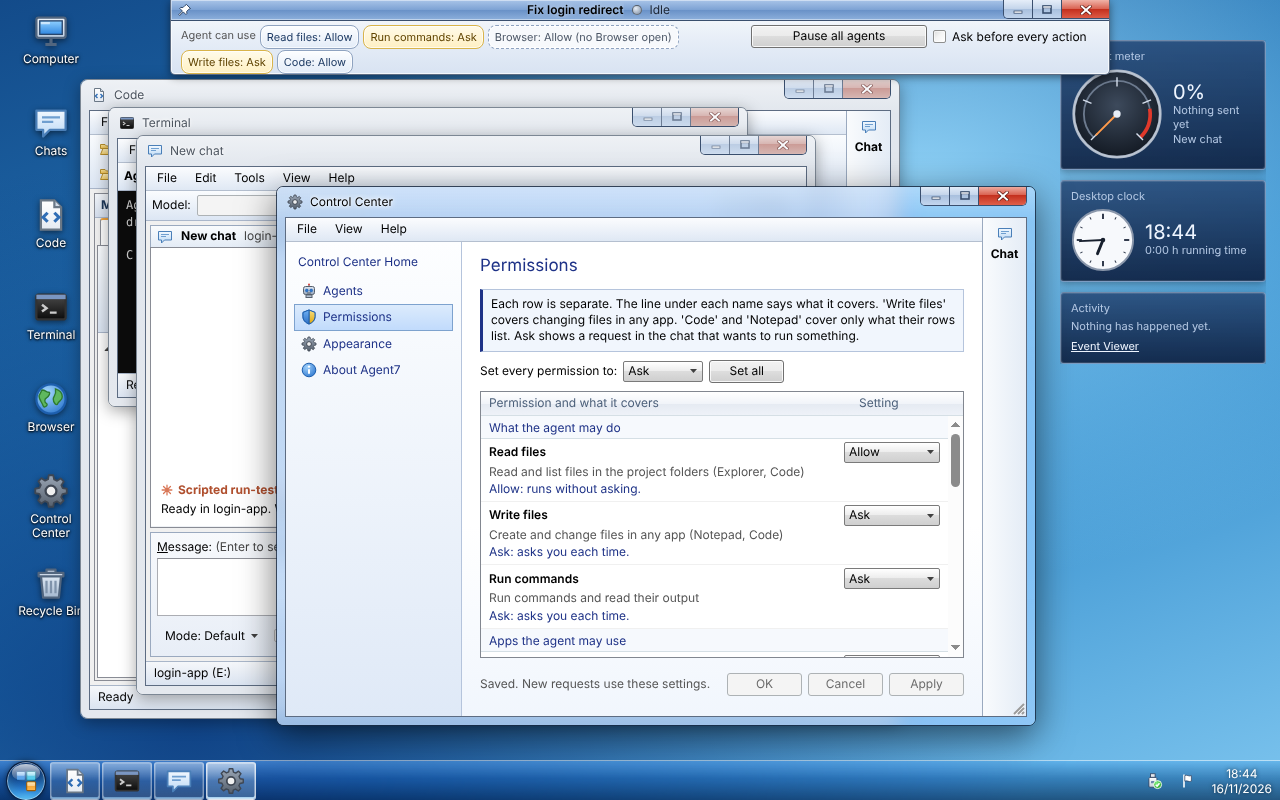 Fix login redirect Idle
Agent can use Read files: Allow Run commands: Ask Browser: Allow (no Browser open) Pause all agents Ask before every action
Write files: Ask Code: Allow
Computer
Chats
Code
Terminal
Browser
Control
Center
Recycle Bin
Code
Chat
Terminal
New chat
File Edit Tools View Help
Model:
New chat login-
Scripted run-test
Ready in login-app.
Message: (Enter to se
Mode: Default
login-app (E:)
Ready
Control Center
File View Help
Chat
Control Center Home
Agents
Permissions
Appearance
About Agent7
Permissions
Each row is separate. The line under each name says what it covers. 'Write files'
covers changing files in any app. 'Code' and 'Notepad' cover only what their rows
list. Ask shows a request in the chat that wants to run something.
Set every permission to: Ask Set all
Permission and what it covers Setting
What the agent may do
Read files Allow
Read and list files in the project folders (Explorer, Code)
Allow: runs without asking.
Write files Ask
Create and change files in any app (Notepad, Code)
Ask: asks you each time.
Run commands Ask
Run commands and read their output
Ask: asks you each time.
Apps the agent may use
Saved. New requests use these settings. OK Cancel Apply
meter
0%
Nothing sent
yet
New chat
Desktop clock
18:44
0:00 h running time
Activity
Nothing has happened yet.
Event Viewer
18:44
16/11/2026